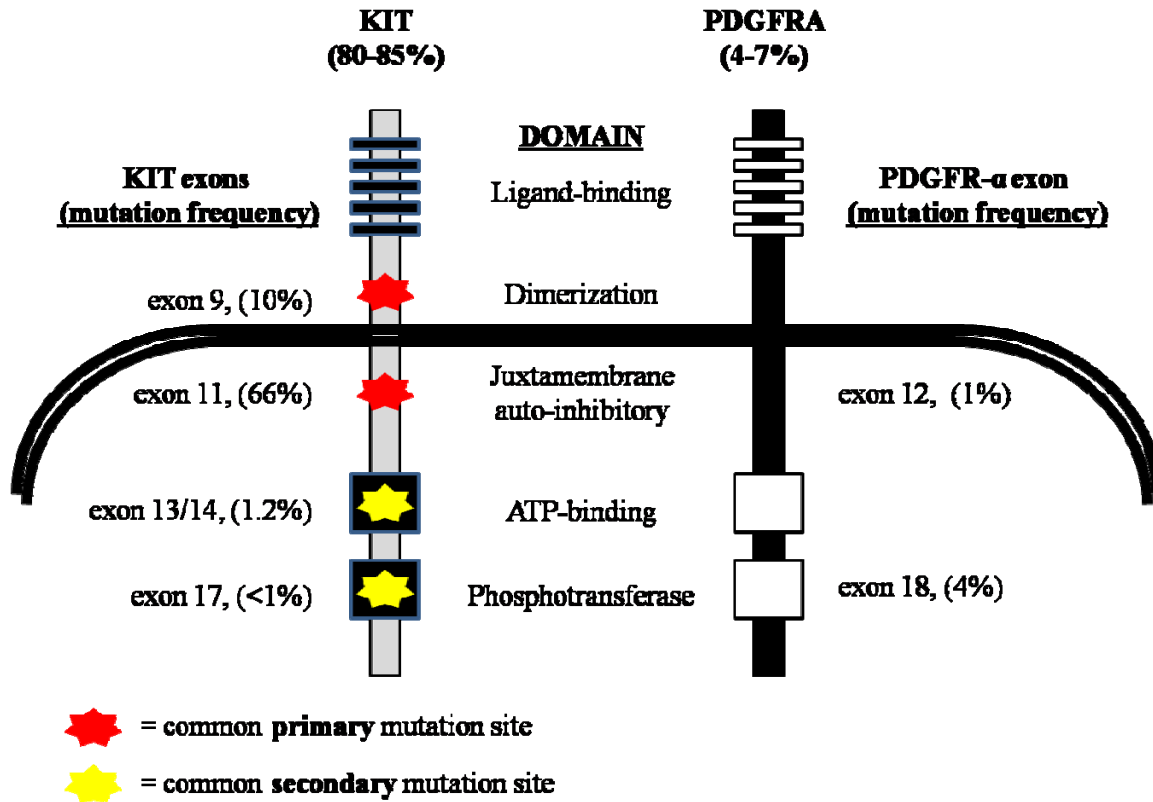 KIT
(80-85%)
PDGFRA
(4-7%)
DOMAIN
KIT exons
(mutation frequency)
Ligand-binding
PDGFR-α exon
(mutation frequency)
exon 9, (10%)
Dimerization
exon 11, (66%)
Juxtamembrane
auto-inhibitory
exon 12, (1%)
exon 13/14, (1.2%)
ATP-binding
exon 17, (<1%)
Phosphotransferase
exon 18, (4%)
= common primary mutation site
= common secondary mutation site